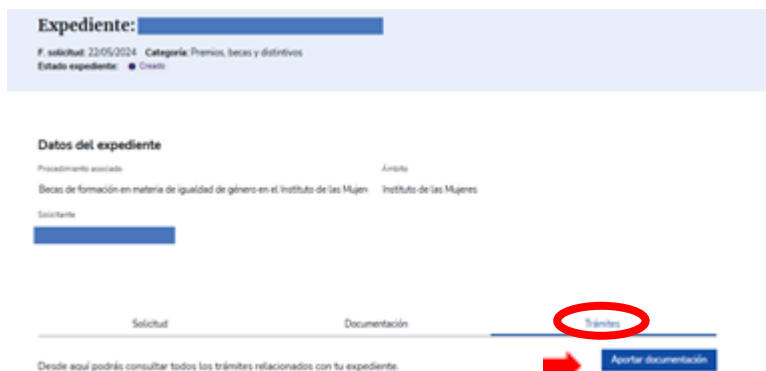 Expediente:
F. solicitud: 22/05/2024 Categoría: Premios, becas y distintivos
Estado expediente: Creado
Datos del expediente
Procedimiento asociado Ámbito
Becas de formación en materia de igualdad de género en el Instituto de las Mujen Instituto de las Mujeres
Solicitante
Solicitud Documentación Trámites
Desde aquí podrás consultar todos los trámites relacionados con tu expediente. Aportar documentación